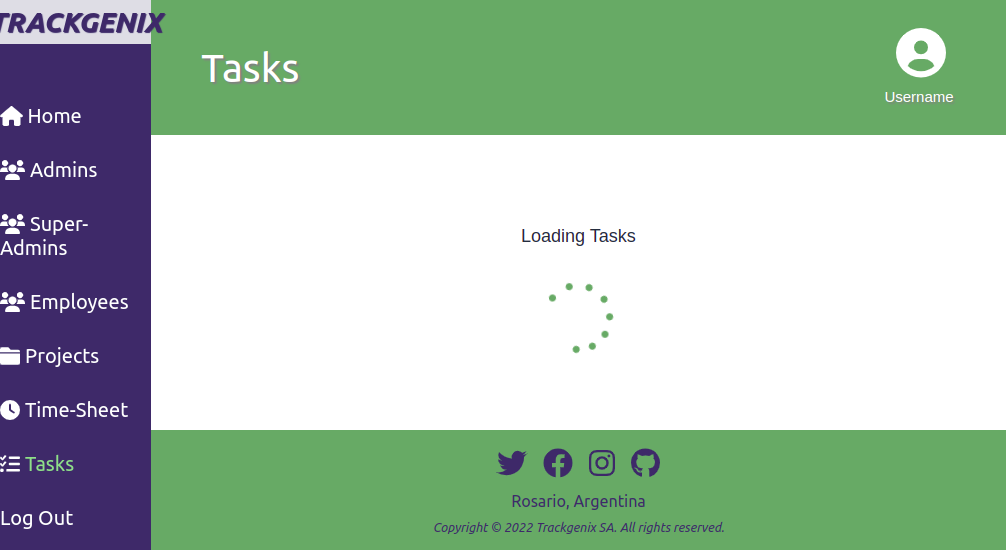 TRACKGENIX
Home
Admins
Super-
Admins
Employees
Projects
Time-Sheet
Tasks
Log Out
Tasks
Username
Loading Tasks
Rosario, Argentina
Copyright © 2022 Trackgenix SA. All rights reserved.